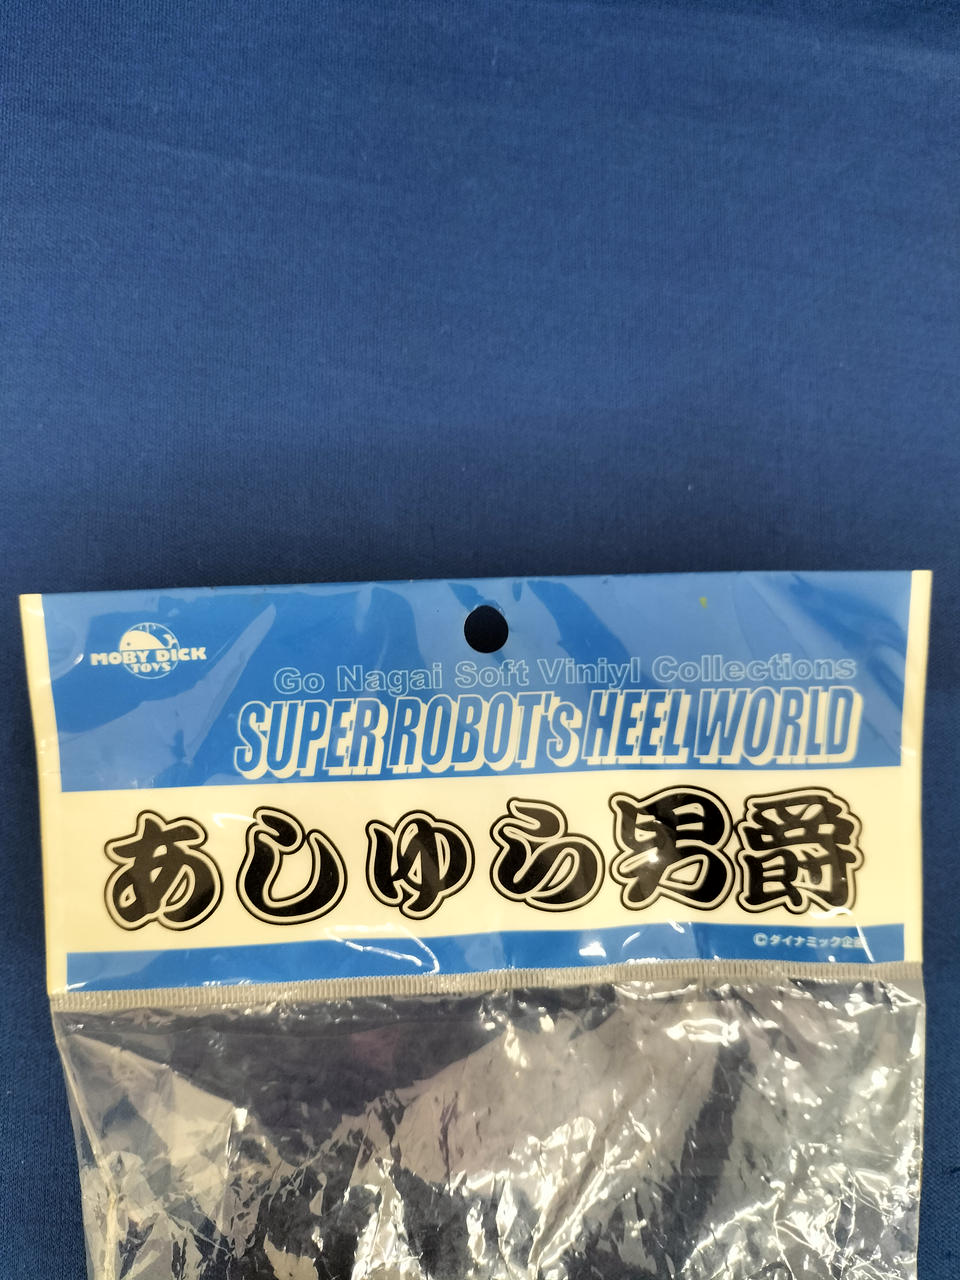 MOBY DICK
TOYS
Go Nagai Soft Viniyl Collections
SUPER ROBOT's HEEL WORLD
あしゅら男爵
©ダイナミック企画